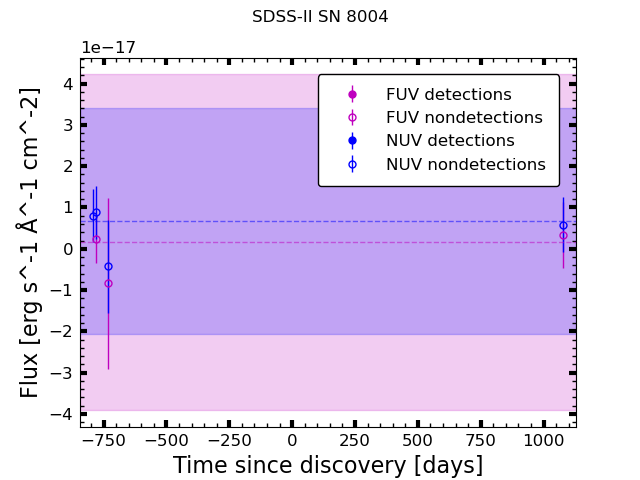 SDSS-II SN 8004
1e−17
FUV detections
FUV nondetections
NUV detections
NUV nondetections
4
3
2
1
0
−1
−2
−3
−4
Flux [erg s^-1 Å^-1 cm^-2]
−750
−500
−250
0
250
500
750
1000
Time since discovery [days]